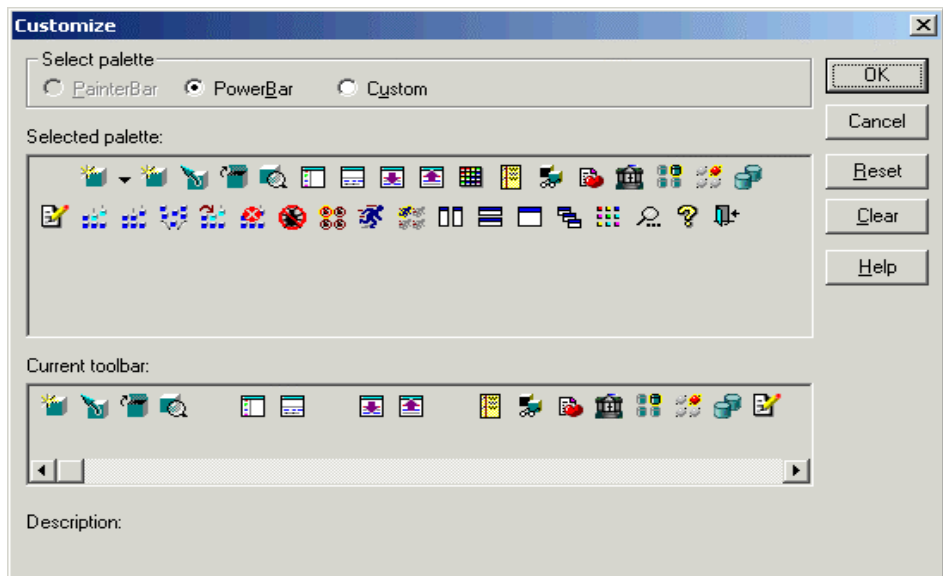 Customize
Select palette
PainterBar PowerBar Custom
OK
Cancel
Selected palette:
Reset
Clear
Help
Current toolbar:
Description: